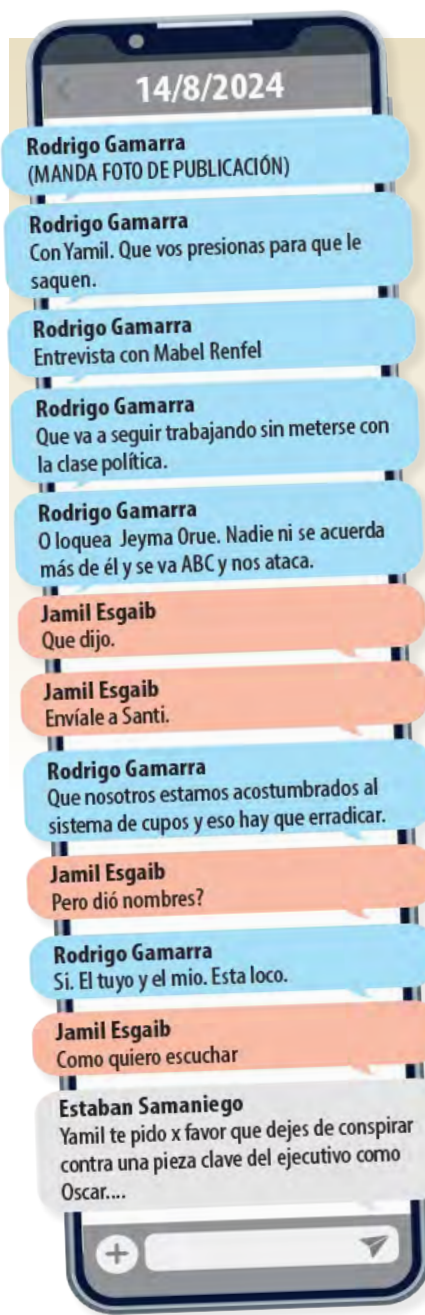 14/8/2024
Rodrigo Gamarra
(MANDA FOTO DE PUBLICACIÓN)
Rodrigo Gamarra
Con Yamil. Que vos presionas para que le
saquen.
Rodrigo Gamarra
Entrevista con Mabel Renfel
Rodrigo Gamarra
Que va a seguir trabajando sin meterse con
la clase política.
Rodrigo Gamarra
O loquea Jeyma Orue. Nadie ni se acuerda
más de él y se va ABC y nos ataca.
Jamil Esgaib
Que dijo.
Jamil Esgaib
Envíale a Santi.
Rodrigo Gamarra
Que nosotros estamos acostumbrados al
sistema de cupos y eso hay que erradicar.
Jamil Esgaib
Pero dió nombres?
Rodrigo Gamarra
Si. El tuyo y el mio. Esta loco.
Jamil Esgaib
Como quiero escuchar
Estaban Samaniego
Yamil te pido x favor que dejes de conspirar
contra una pieza clave del ejecutivo como
Oscar....